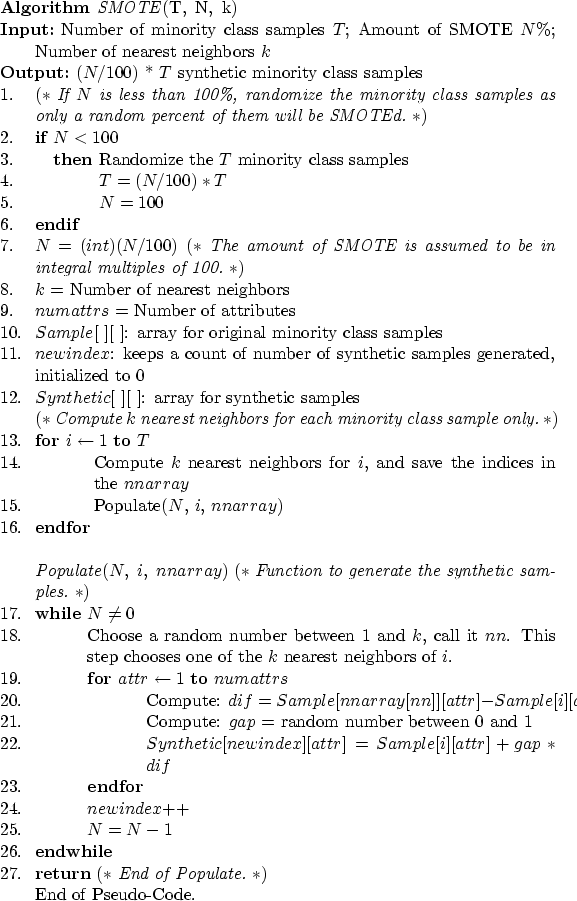 Algorithm SMOTE(T, N, k)
Input: Number of minority class samples T; Amount of SMOTE N%;
Number of nearest neighbors k
Output: (N/100) * T synthetic minority class samples
1. (∗ If N is less than 100%, randomize the minority class samples as
only a random percent of them will be SMOTEd. ∗)
2. if N < 100
3. then Randomize the T minority class samples
4. T = (N/100) ∗ T
5. N = 100
6. endif
7. N = (int)(N/100) (∗ The amount of SMOTE is assumed to be in
integral multiples of 100. ∗)
8. k = Number of nearest neighbors
9. numattrs = Number of attributes
10. Sample[ ][ ]: array for original minority class samples
11. newindex: keeps a count of number of synthetic samples generated,
initialized to 0
12. Synthetic[ ][ ]: array for synthetic samples
(∗ Compute k nearest neighbors for each minority class sample only. ∗)
13. for i ← 1 to T
14. Compute k nearest neighbors for i, and save the indices in
the nnarray
15. Populate(N, i, nnarray)
16. endfor
Populate(N, i, nnarray) (∗ Function to generate the synthetic sam-
ples. ∗)
17. while N ≠ 0
18. Choose a random number between 1 and k, call it nn. This
step chooses one of the k nearest neighbors of i.
19. for attr ← 1 to numattrs
20. Compute: dif = Sample[nnarray[nn]][attr]−Sample[i][
21. Compute: gap = random number between 0 and 1
22. Synthetic[newindex][attr] = Sample[i][attr] + gap ∗
dif
23. endfor
24. newindex++
25. N = N − 1
26. endwhile
27. return (∗ End of Populate. ∗)
End of Pseudo-Code.